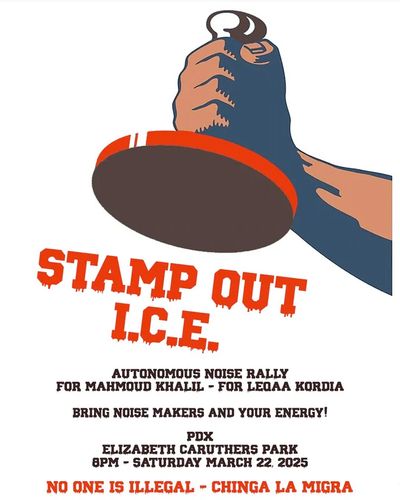 STAMP OUT
I.C.E.
AUTONOMOUS NOISE RALLY
FOR MAHMOUD KHALIL - FOR LEQAA KORDIA
BRING NOISE MAKERS AND YOUR ENERGY!
PDX
ELIZABETH CARUTHERS PARK
8PM - SATURDAY MARCH 22, 2025
NO ONE IS ILLEGAL - CHINGA LA MIGRA